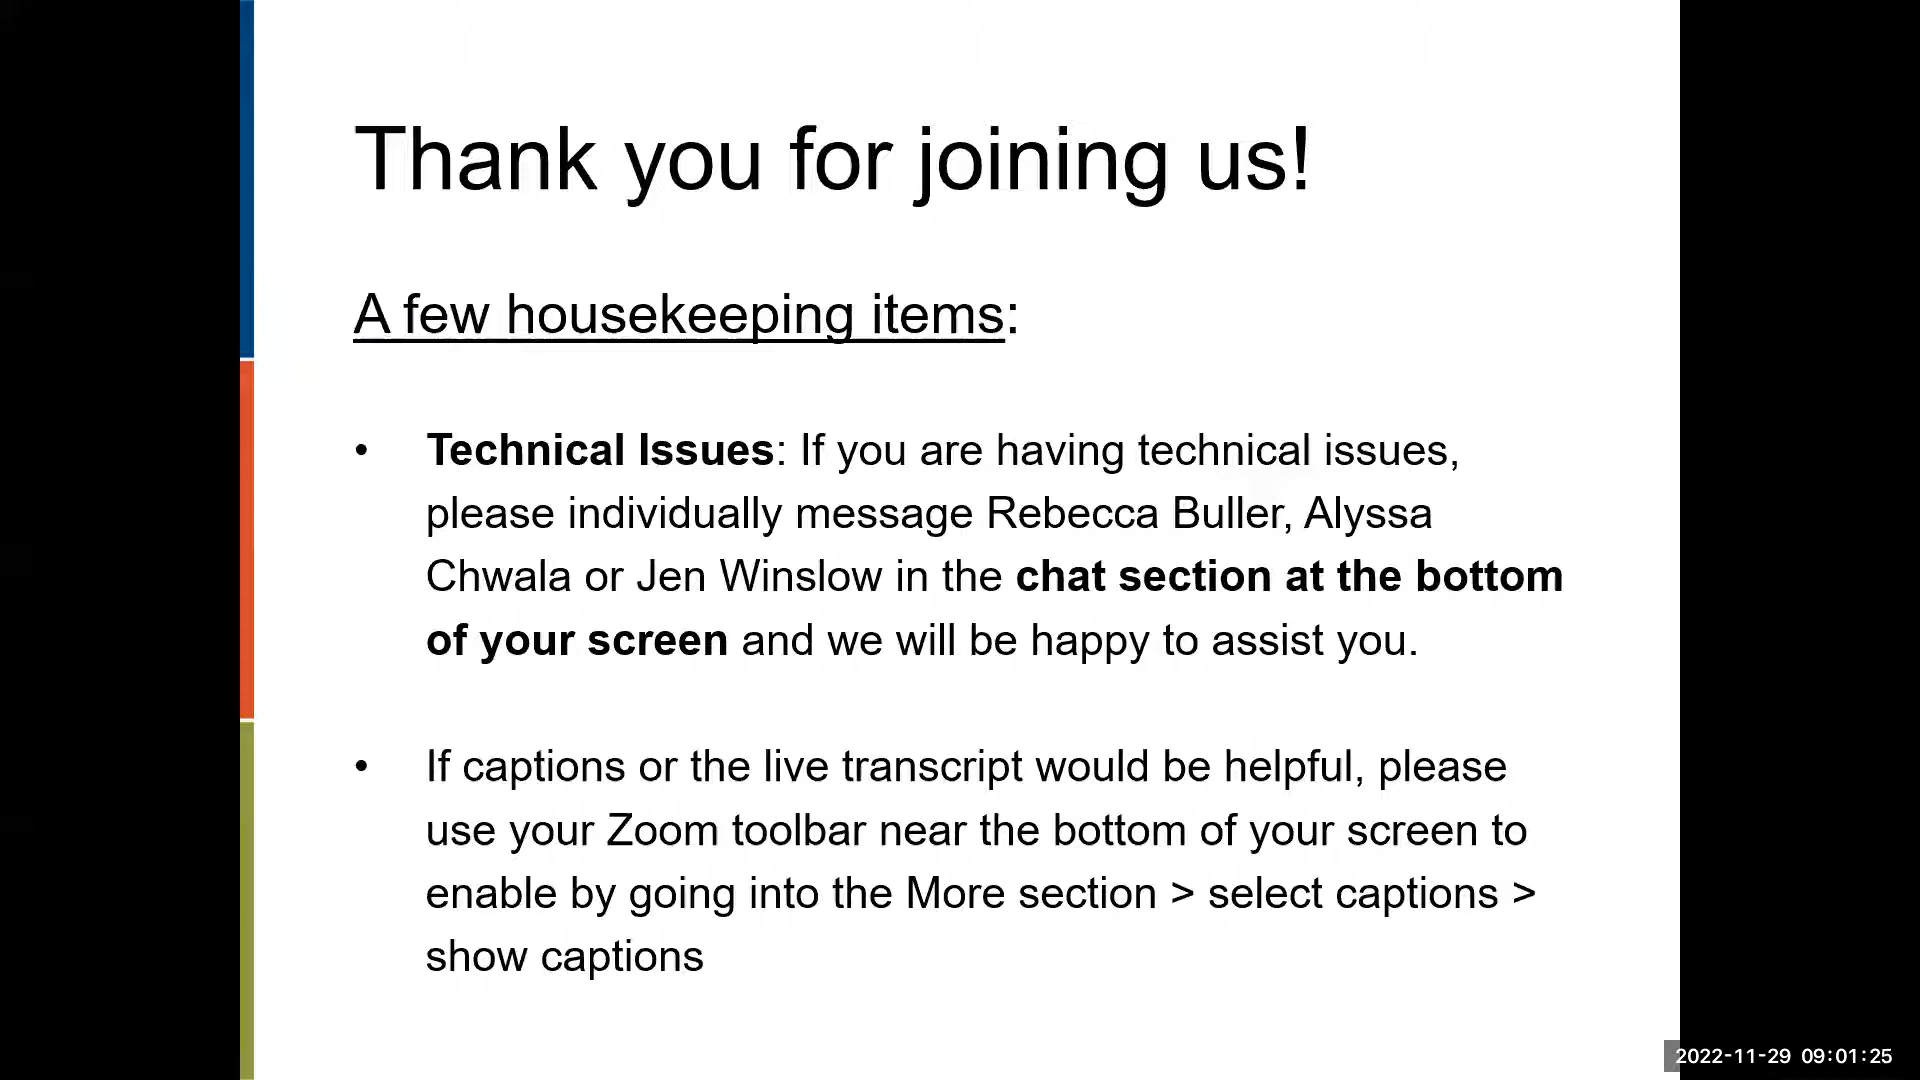 Thank you for joining us!
A few housekeeping items:
• Technical Issues: If you are having technical issues,
please individually message Rebecca Buller, Alyssa
Chwala or Jen Winslow in the chat section at the bottom
of your screen and we will be happy to assist you.
• If captions or the live transcript would be helpful, please
use your Zoom toolbar near the bottom of your screen to
enable by going into the More section > select captions >
show captions
2022-11-29 09:01:25